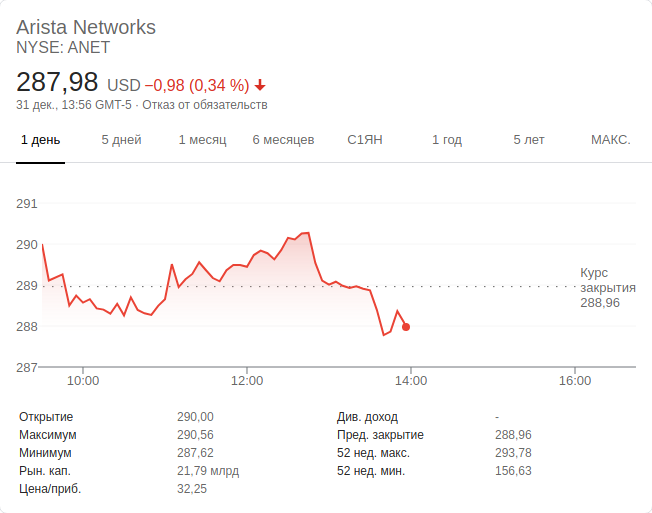 Arista Networks
NYSE: ANET
287,98 USD −0,98 (0,34 %)
31 дек., 13:56 GMT-5 · Отказ от обязательств
1 день 5 дней 1 месяц 6 месяцев С1ЯН 1 год 5 лет МАКС.
291
290
289
288
287
Курс
закрытия
288,96
10:00 12:00 14:00 16:00
Открытие 290,00 Див. доход -
Максимум 290,56 Пред. закрытие 288,96
Минимум 287,62 52 нед. макс. 293,78
Рын. кап. 21,79 млрд 52 нед. мин. 156,63
Цена/приб. 32,25